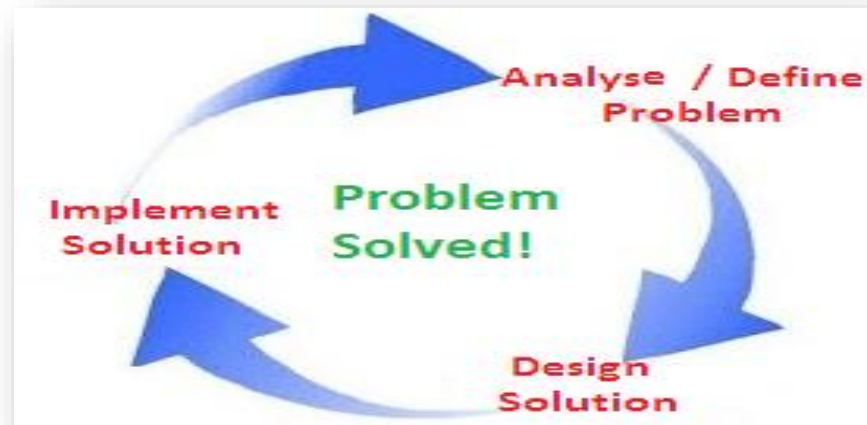 Analyse / Define
Problem
Problem
Solved!
Implement
Solution
Design
Solution